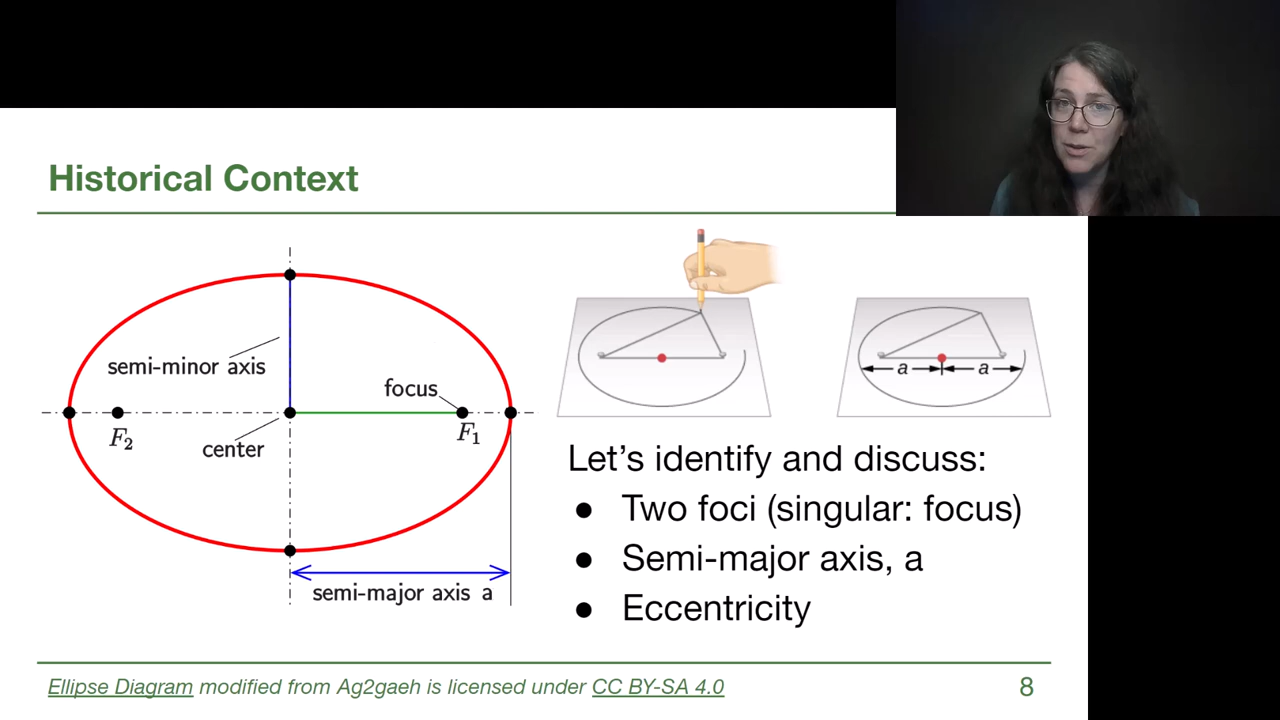 Historical Context
semi-minor axis
focus
F₂
F₁
center
semi-major axis a
a
a
Let's identify and discuss:
● Two foci (singular: focus)
● Semi-major axis, a
● Eccentricity
Ellipse Diagram modified from Ag2gaeh is licensed under CC BY-SA 4.0
8